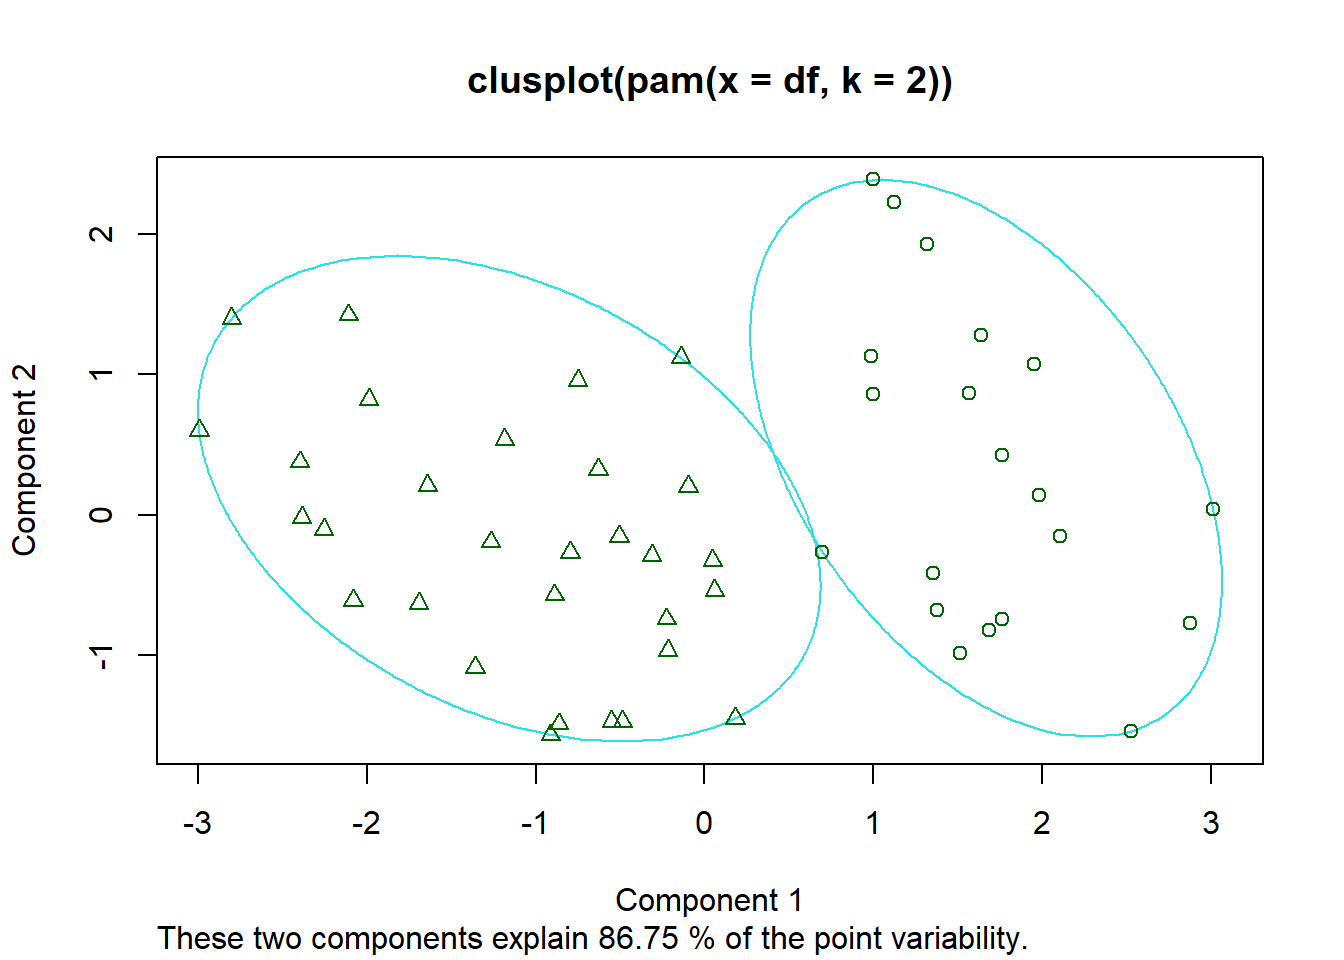 clusplot(pam(x = df, k = 2))
Component 2
2
1
0
-1
-3 -2 -1 0 1 2 3
Component 1
These two components explain 86.75 % of the point variability.